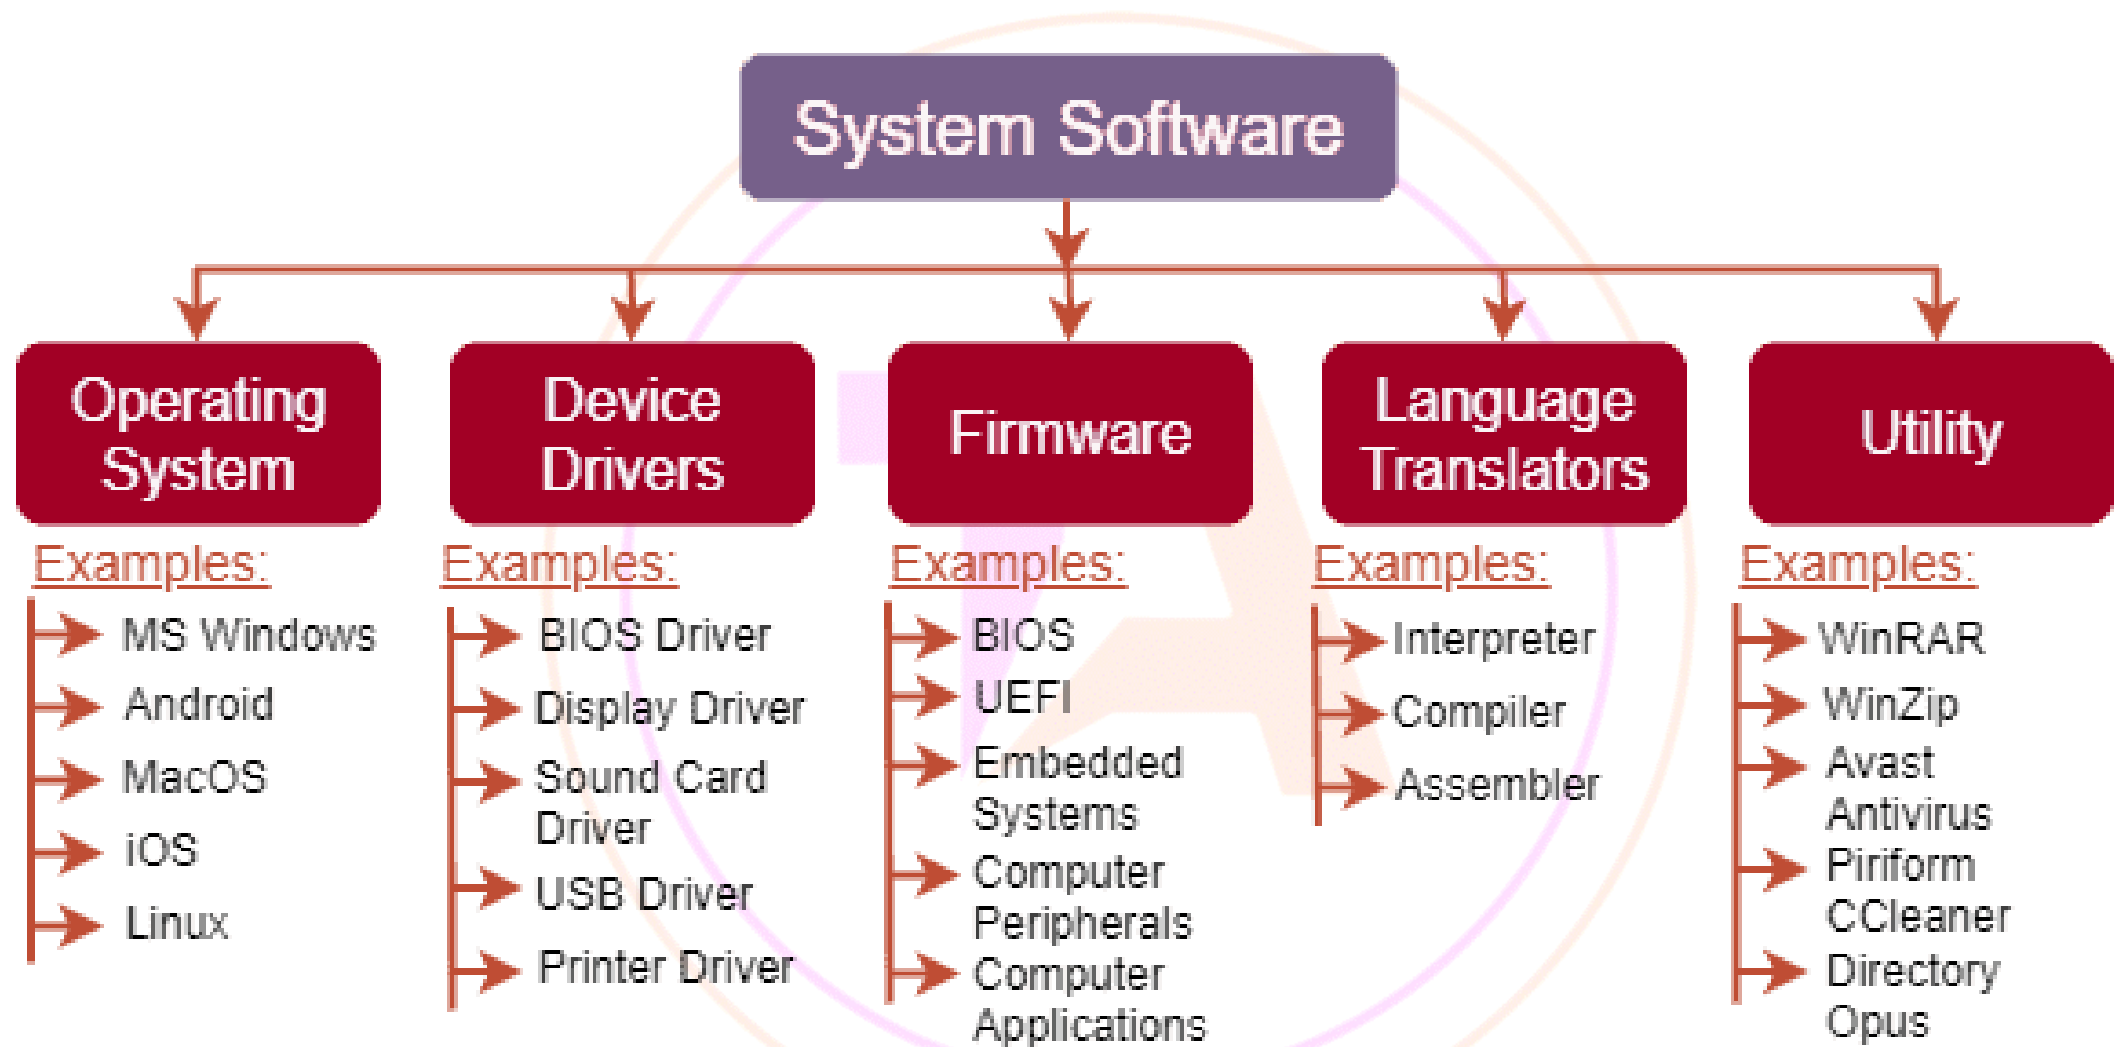 System Software
Operating
System
Examples:
MS Windows
Android
MacOS
iOS
Linux
Device
Drivers
Examples:
BIOS Driver
Display Driver
Sound Card
Driver
USB Driver
Printer Driver
Firmware
Examples:
BIOS
UEFI
Embedded
Systems
Computer
Peripherals
Computer
Applications
Language
Translators
Examples:
Interpreter
Compiler
Assembler
Utility
Examples:
WinRAR
WinZip
Avast
Antivirus
Piriform
CCleaner
Directory
Opus